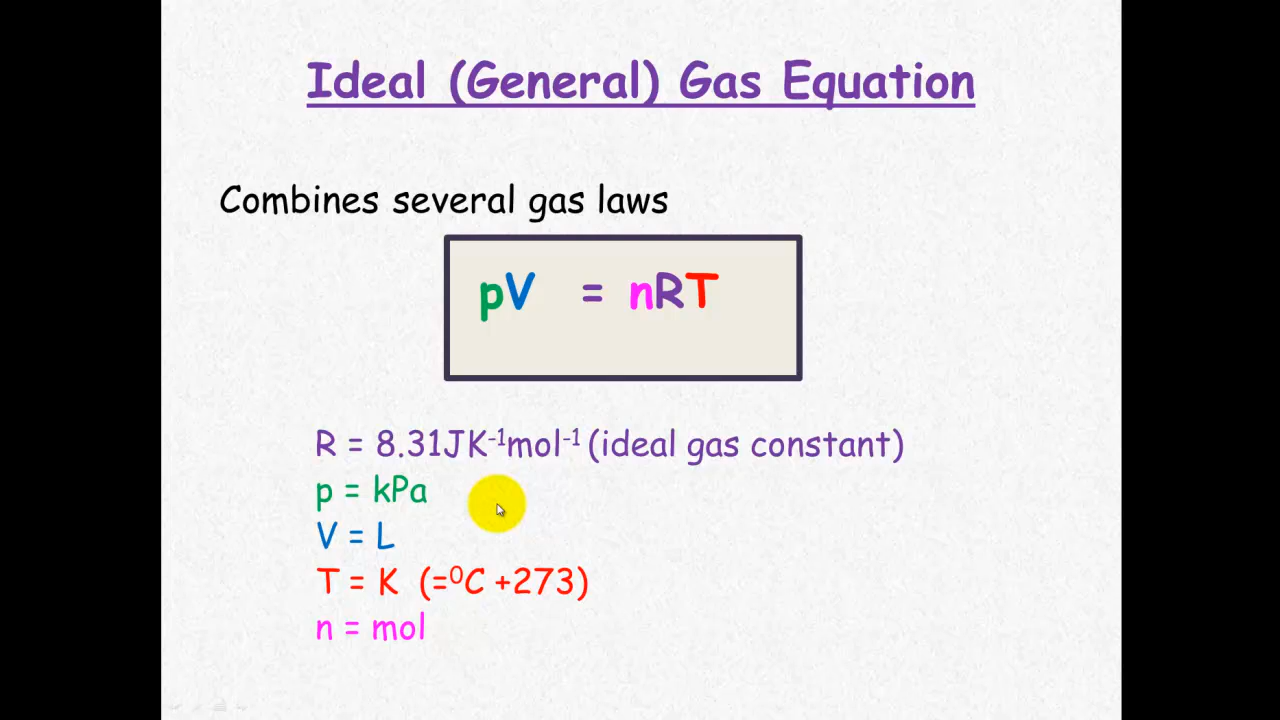 Ideal (General) Gas Equation
Combines several gas laws
pV = nRT
R = 8.31JK⁻¹mol⁻¹ (ideal gas constant)
p = kPa
V = L
T = K (=⁰C +273)
n = mol